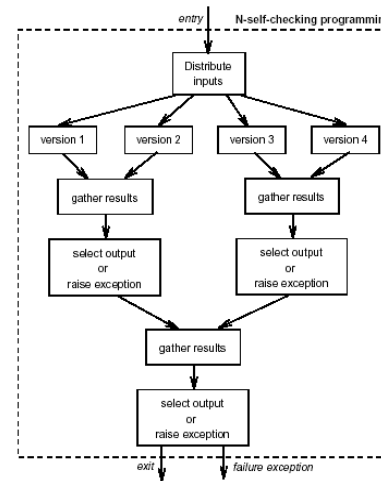 entry
N-self-checking programmin
Distribute
inputs
version 1
version 2
version 3
version 4
gather results
gather results
select output
or
raise exception
select output
or
raise exception
gather results
select output
or
raise exception
exit
failure exception